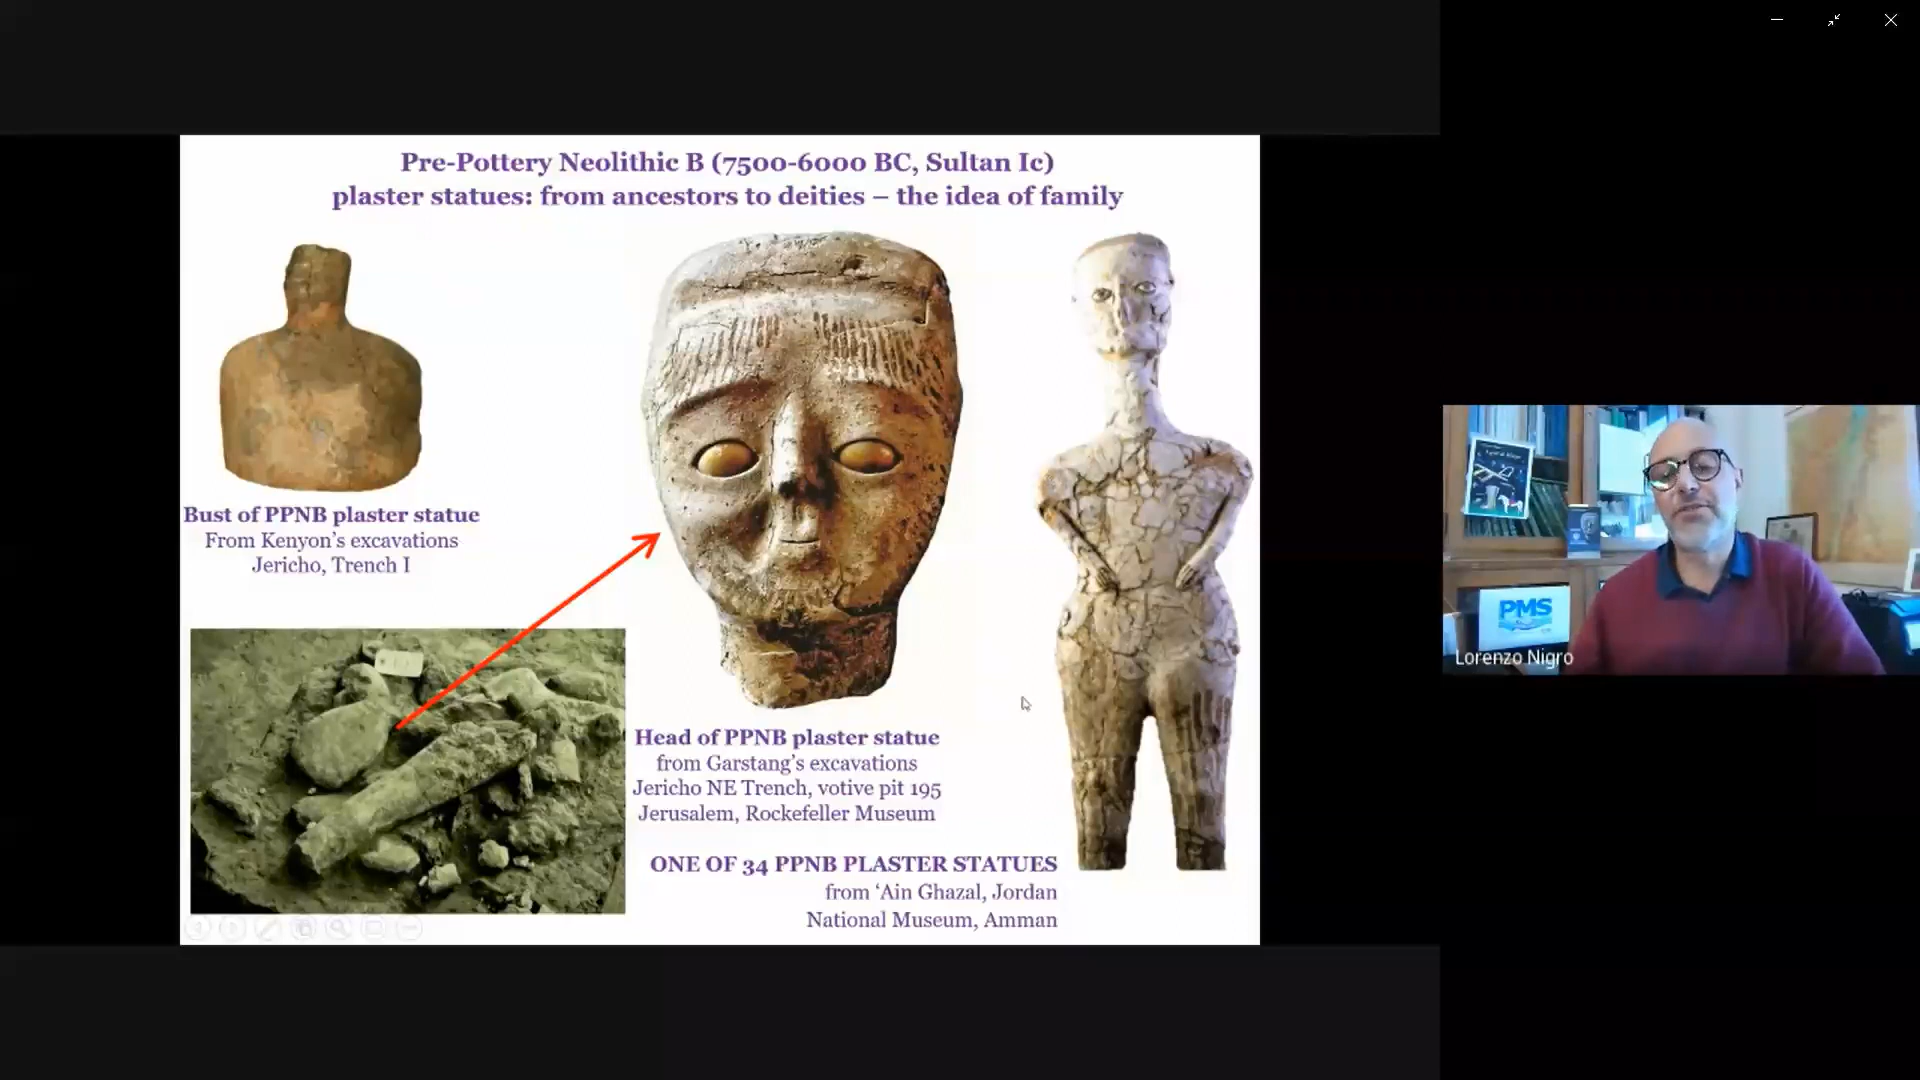 Pre-Pottery Neolithic B (7500-6000 BC, Sultan Ic)
plaster statues: from ancestors to deities – the idea of family
Bust of PPNB plaster statue
From Kenyon's excavations
Jericho, Trench I
Head of PPNB plaster statue
from Garstang's excavations
Jericho NE Trench, votive pit 195
Jerusalem, Rockefeller Museum
ONE OF 34 PPNB PLASTER STATUES
from ‘Ain Ghazal, Jordan
National Museum, Amman
PMS
Lorenzo Nigro